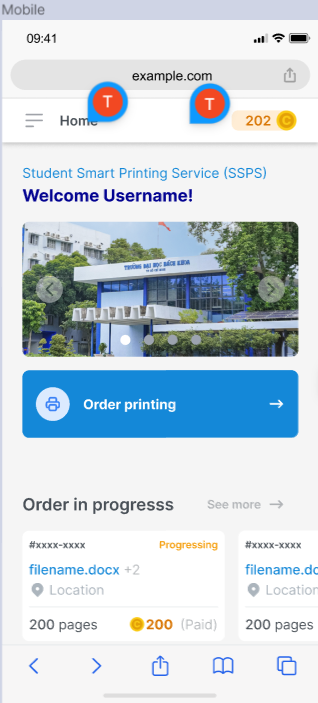 Mobile
09:41
example.com
T
T
Home
202
C
Student Smart Printing Service (SSPS)
Welcome Username!
TRƯỜNG ĐẠI HỌC BÁCH KHOA
Order printing
Order in progresss
See more
#xxxx-xxxx
Progressing
#xxxx-xxxx
filename.docx +2
filename.docx
Location
Location
200 pages
C
200 (Paid)
200 pages